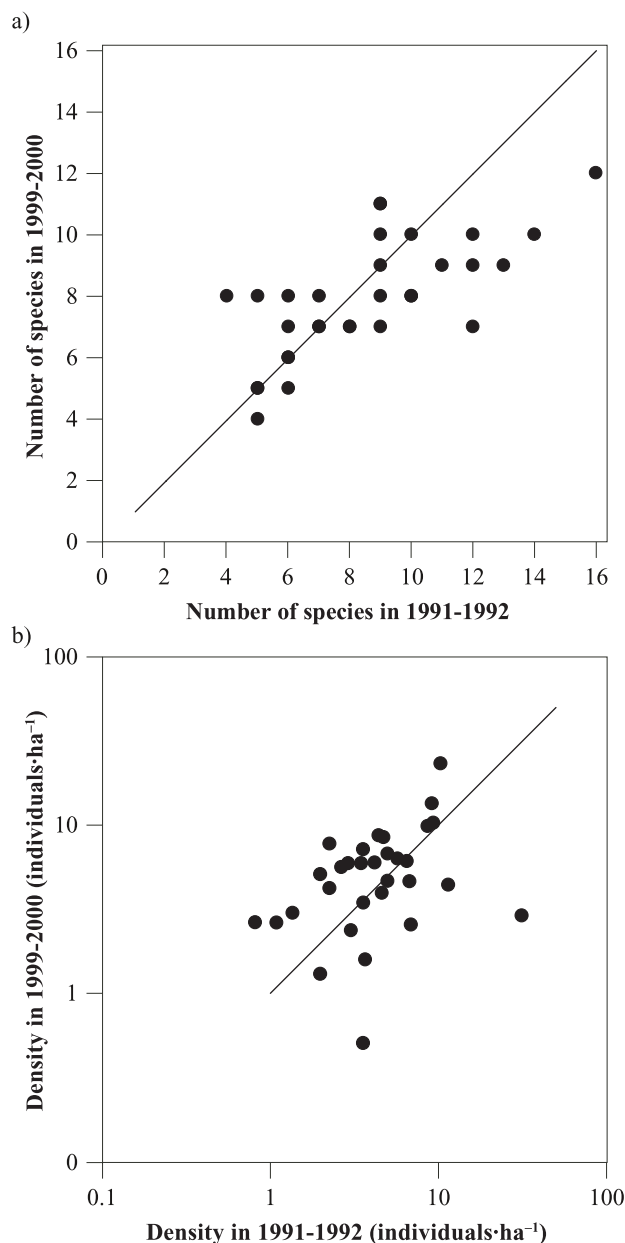 a)
16
14
12
10
8
6
4
2
0
Number of species in 1999-2000
0 2 4 6 8 10 12 14 16
Number of species in 1991-1992
b)
100
10
1
0
Density in 1999-2000 (individuals·ha⁻¹)
0.1 1 10 100
Density in 1991-1992 (individuals·ha⁻¹)